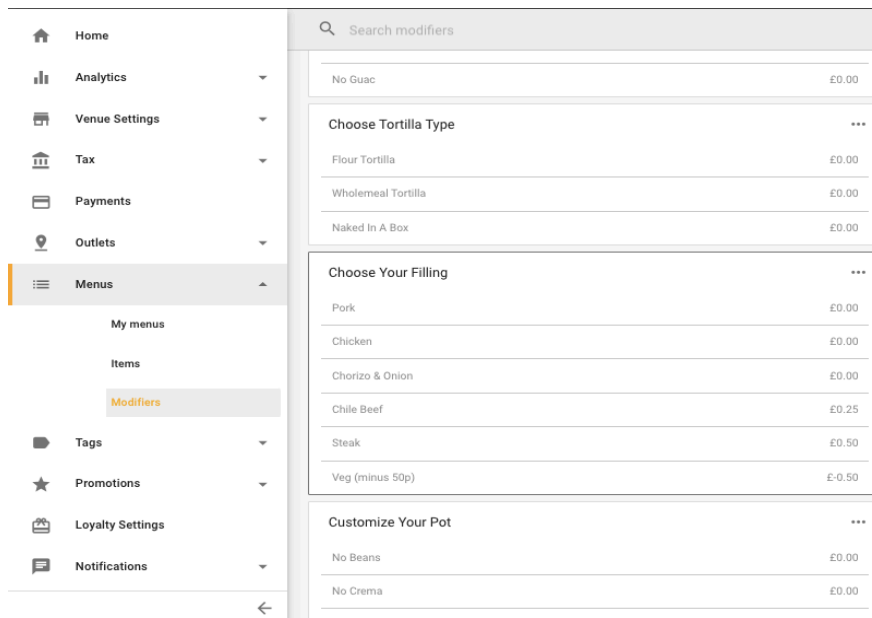 Home
Analytics
Venue Settings
Tax
Payments
Outlets
Menus
My menus
Items
Modifiers
Tags
Promotions
Loyalty Settings
Notifications
Search modifiers
No Guac £0.00
Choose Tortilla Type
Flour Tortilla £0.00
Wholemeal Tortilla £0.00
Naked In A Box £0.00
Choose Your Filling
Pork £0.00
Chicken £0.00
Chorizo & Onion £0.00
Chile Beef £0.25
Steak £0.50
Veg (minus 50p) £-0.50
Customize Your Pot
No Beans £0.00
No Crema £0.00